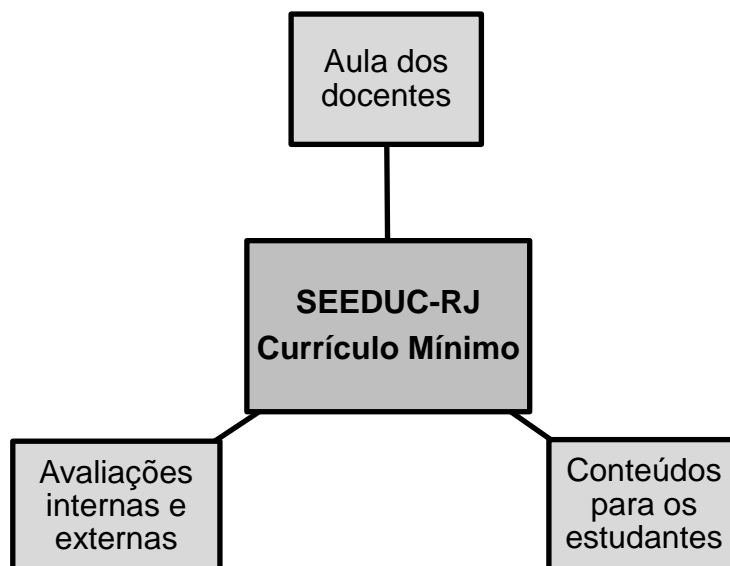 Aula dos
docentes
SEEDUC-RJ
Currículo Mínimo
Avaliações
internas e
externas
Conteúdos
para os
estudantes